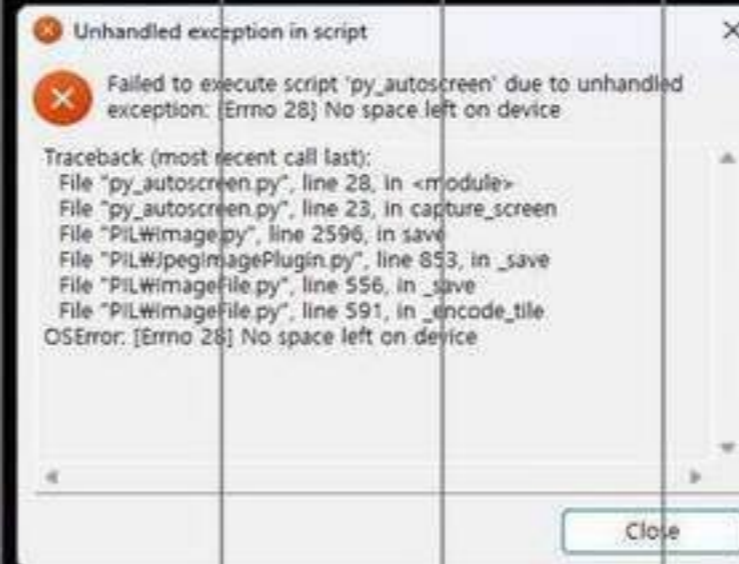 Unhandled exception in script
Failed to execute script 'py_autoscreen' due to unhandled
exception: [Errno 28] No space left on device
Traceback (most recent call last):
File "py_autoscreen.py", line 28, in <module>
File "py_autoscreen.py", line 23, in capture_screen
File "PIL₩Image.py", line 2596, in save
File "PIL₩JpegImagePlugin.py", line 853, in _save
File "PIL₩ImageFile.py", line 556, in _save
File "PIL₩ImageFile.py", line 591, in _encode_tile
OSError: [Errno 28] No space left on device
Close